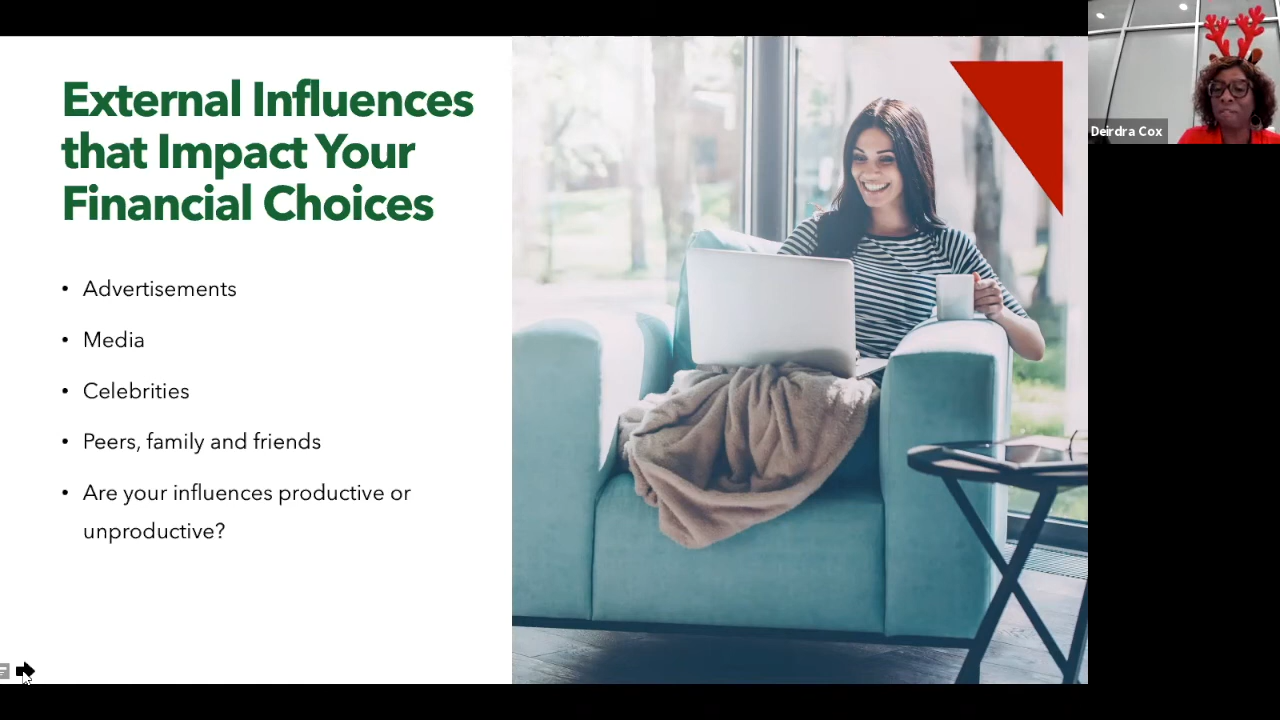 External Influences
that Impact Your
Financial Choices
• Advertisements
• Media
• Celebrities
• Peers, family and friends
• Are your influences productive or
unproductive?
Deirdra Cox